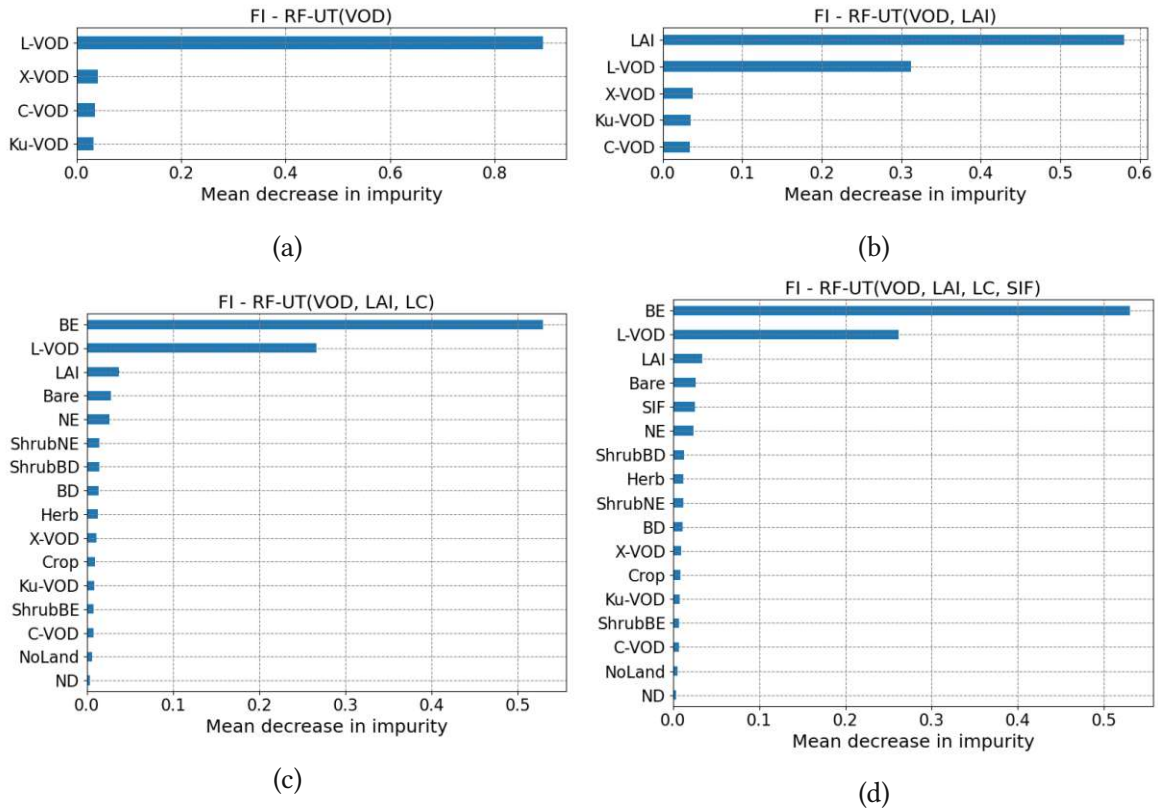 FI - RF-UT(VOD)
L-VOD
X-VOD
C-VOD
Ku-VOD
0.0 0.2 0.4 0.6 0.8
Mean decrease in impurity
(a)
FI - RF-UT(VOD, LAI)
LAI
L-VOD
X-VOD
Ku-VOD
C-VOD
0.0 0.1 0.2 0.3 0.4 0.5 0.6
Mean decrease in impurity
(b)
FI - RF-UT(VOD, LAI, LC)
BE
L-VOD
LAI
Bare
NE
ShrubNE
ShrubBD
BD
Herb
X-VOD
Crop
Ku-VOD
ShrubBE
C-VOD
NoLand
ND
0.0 0.1 0.2 0.3 0.4 0.5
Mean decrease in impurity
(c)
FI - RF-UT(VOD, LAI, LC, SIF)
BE
L-VOD
LAI
Bare
SIF
NE
ShrubBD
Herb
ShrubNE
BD
X-VOD
Crop
Ku-VOD
ShrubBE
C-VOD
NoLand
ND
0.0 0.1 0.2 0.3 0.4 0.5
Mean decrease in impurity
(d)